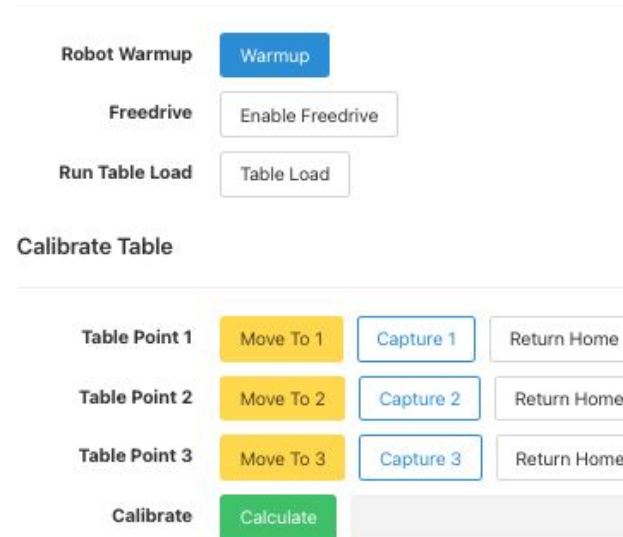 Robot Warmup Warmup
Freedrive Enable Freedrive
Run Table Load Table Load
Calibrate Table
Table Point 1 Move To 1 Capture 1 Return Home
Table Point 2 Move To 2 Capture 2 Return Home
Table Point 3 Move To 3 Capture 3 Return Home
Calibrate Calculate